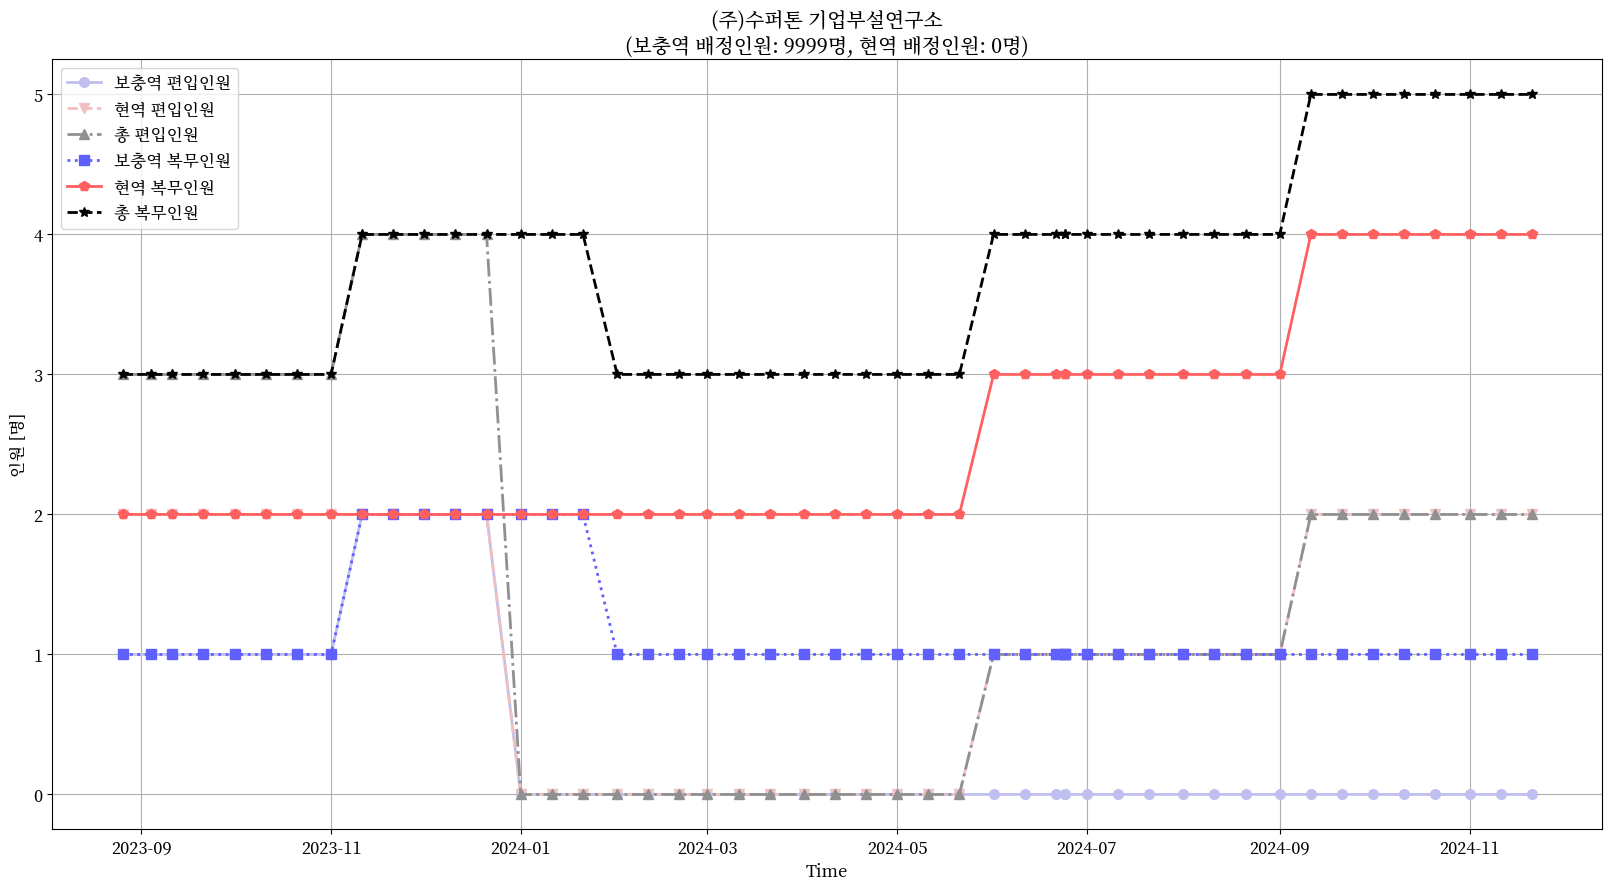 (주)수퍼톤 기업부설연구소
(보충역 배정인원: 9999명, 현역 배정인원: 0명)
보충역 편입인원
현역 편입인원
총 편입인원
보충역 복무인원
현역 복무인원
총 복무인원
5
4
3
2
1
0
인원 [명]
2023-09
2023-11
2024-01
2024-03
2024-05
2024-07
2024-09
2024-11
Time